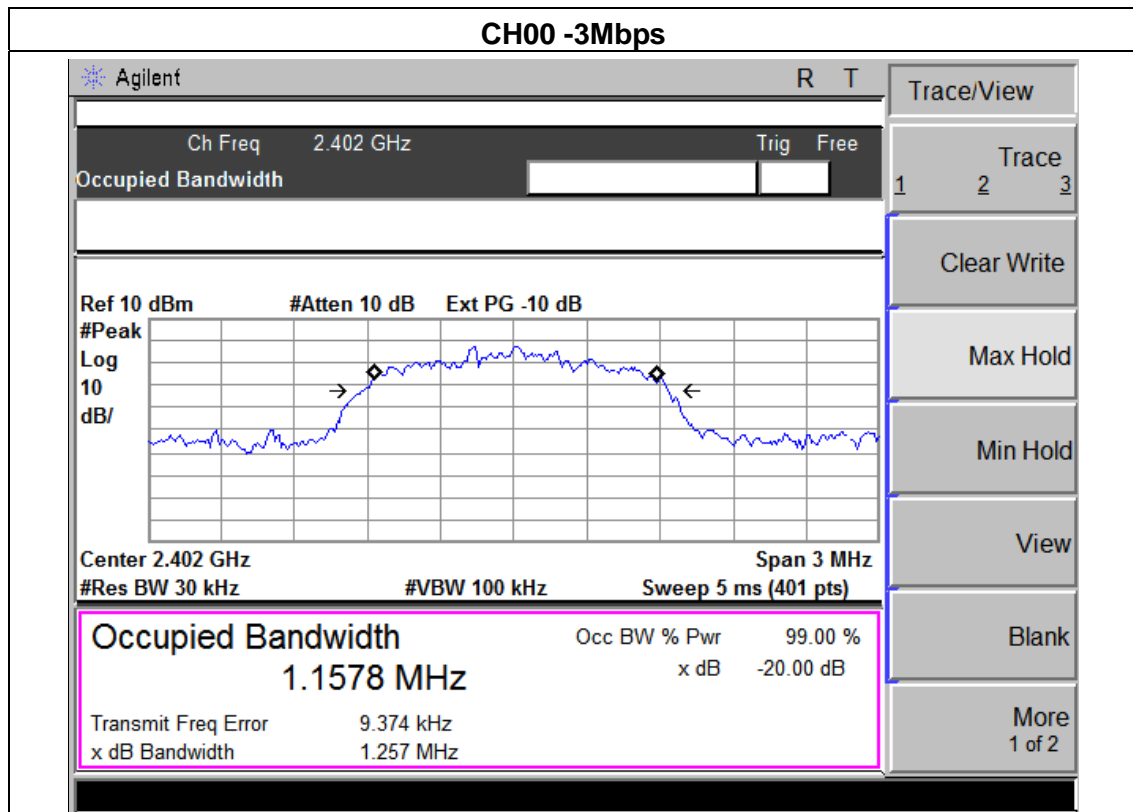 CH00 -3Mbps
Agilent R T
Ch Freq 2.402 GHz Trig Free
Occupied Bandwidth
Ref 10 dBm #Atten 10 dB Ext PG -10 dB
#Peak
Log
10
dB/
Center 2.402 GHz Span 3 MHz
#Res BW 30 kHz #VBW 100 kHz Sweep 5 ms (401 pts)
Occupied Bandwidth
1.1578 MHz
Occ BW % Pwr 99.00 %
x dB -20.00 dB
Transmit Freq Error 9.374 kHz
x dB Bandwidth 1.257 MHz
Trace/View
Trace
1 2 3
Clear Write
Max Hold
Min Hold
View
Blank
More
1 of 2